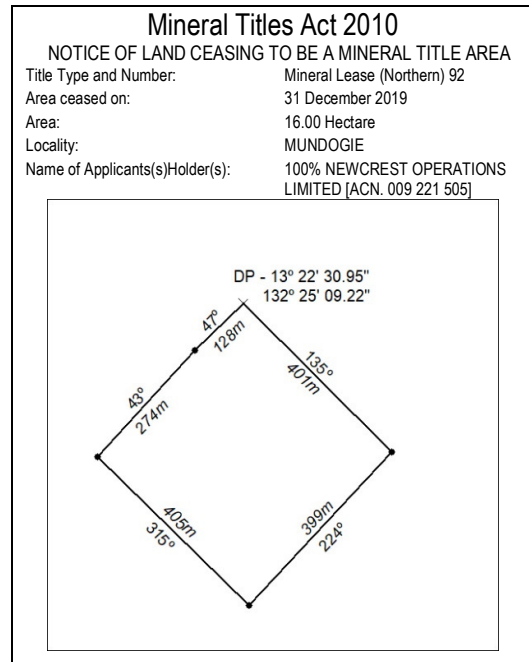 Mineral Titles Act 2010
NOTICE OF LAND CEASING TO BE A MINERAL TITLE AREA
Title Type and Number: Mineral Lease (Northern) 92
Area ceased on: 31 December 2019
Area: 16.00 Hectare
Locality: MUNDOGIE
Name of Applicants(s)Holder(s): 100% NEWCREST OPERATIONS
LIMITED [ACN. 009 221 505]
DP - 13º 22' 30.95"
132º 25' 09.22"
47º
128m
135º
401m
43º
274m
405m
315º
399m
224º